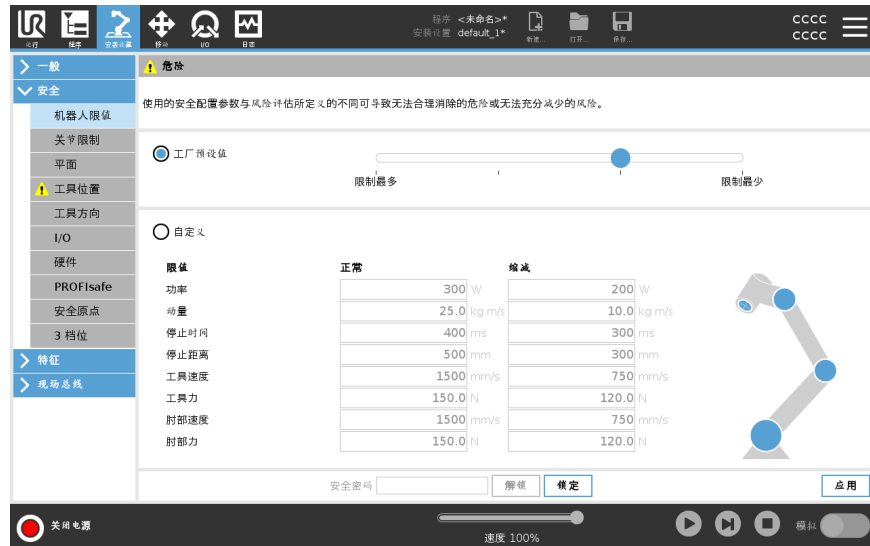 程序 <未命名>*
安装设置 default_1*
新建...
打开...
保存...
cccc
cccc
运行
程序
安装设置
移动
I/O
日志
一般
安全
机器人限值
关节限制
平面
工具位置
工具方向
I/O
硬件
PROFIsafe
安全原点
3 档位
特征
现场总线
危险
使用的安全配置参数与风险评估所定义的不同可导致无法合理消除的危险或无法充分减少的风险。
工厂预设值
限制最多 限制最少
自定义
限值 正常 缩减
功率 300 W 200 W
动量 25.0 kg m/s 10.0 kg m/s
停止时间 400 ms 300 ms
停止距离 500 mm 300 mm
工具速度 1500 mm/s 750 mm/s
工具力 150.0 N 120.0 N
肘部速度 1500 mm/s 750 mm/s
肘部力 150.0 N 120.0 N
安全密码 解锁 锁定 应用
关闭电源
速度 100%
模拟